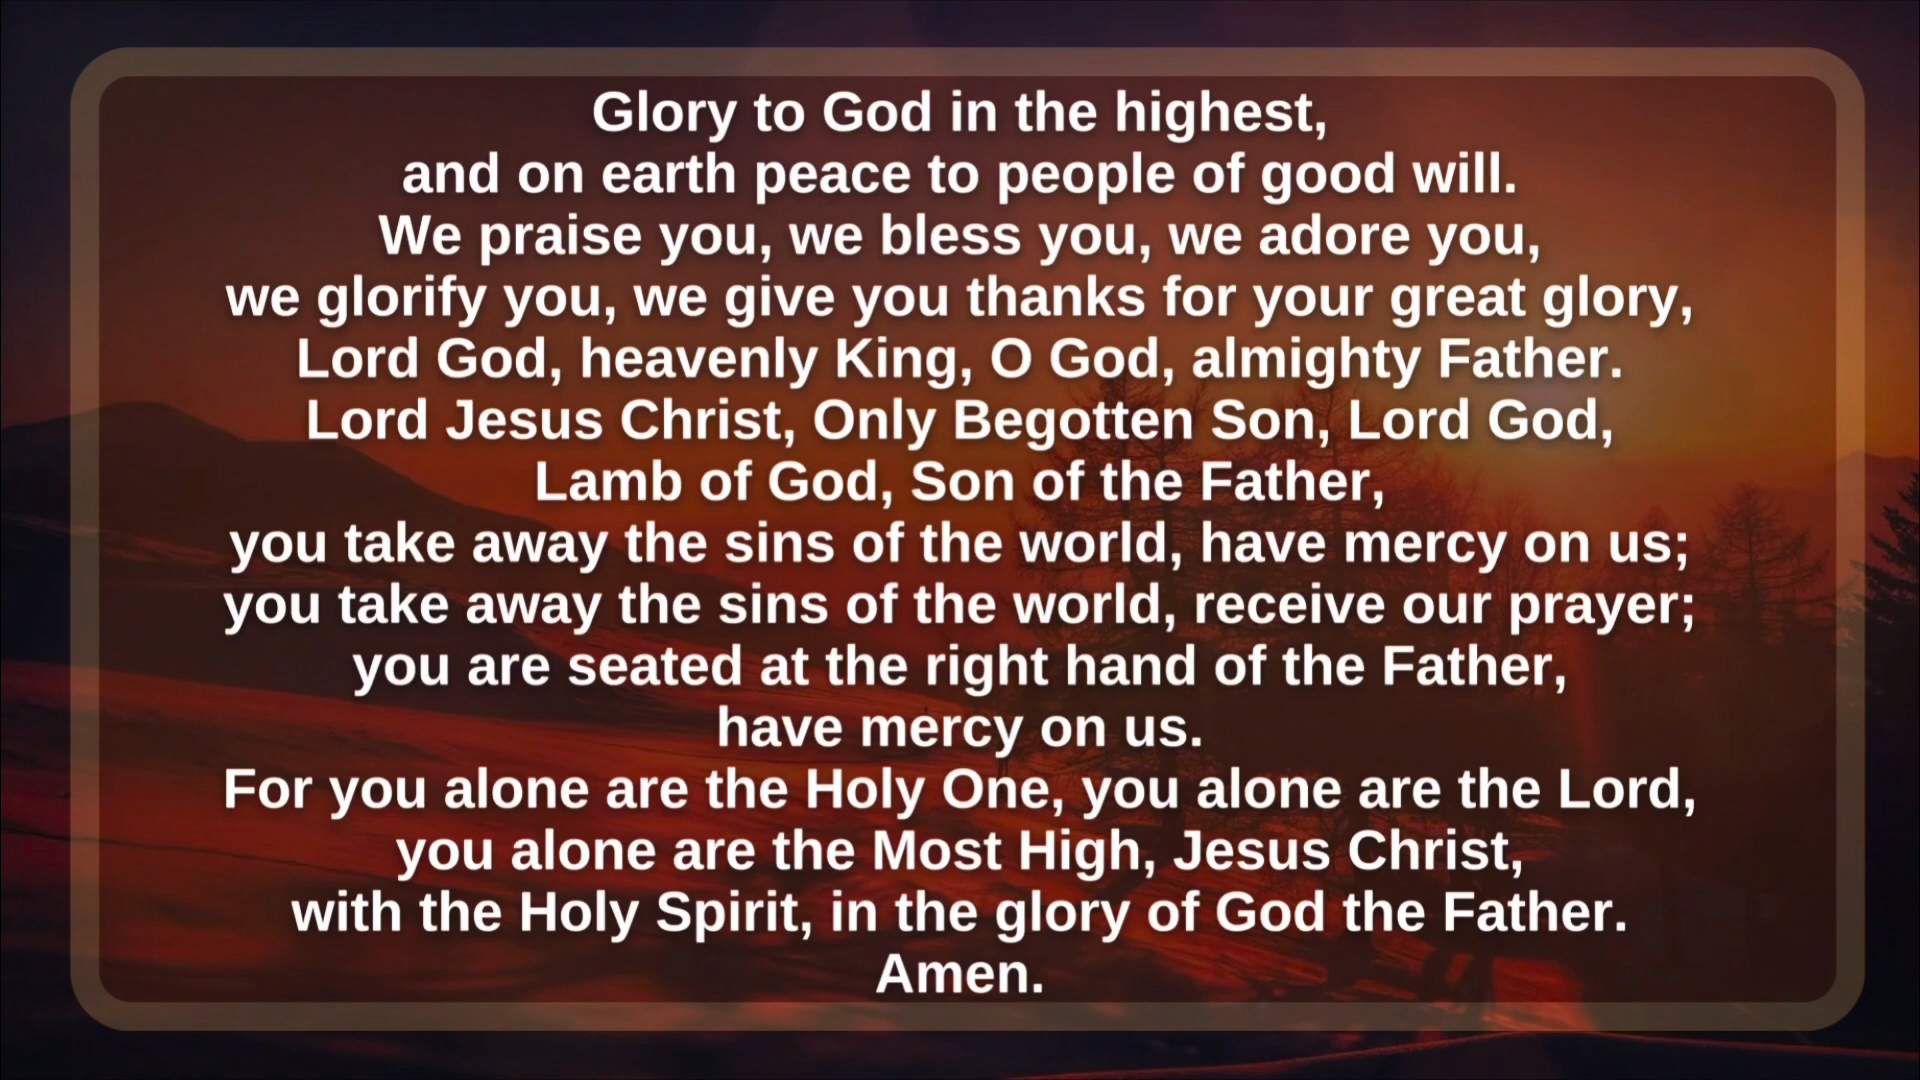 Glory to God in the highest,
and on earth peace to people of good will.
We praise you, we bless you, we adore you,
we glorify you, we give you thanks for your great glory,
Lord God, heavenly King, O God, almighty Father.
Lord Jesus Christ, Only Begotten Son, Lord God,
Lamb of God, Son of the Father,
you take away the sins of the world, have mercy on us;
you take away the sins of the world, receive our prayer;
you are seated at the right hand of the Father,
have mercy on us.
For you alone are the Holy One, you alone are the Lord,
you alone are the Most High, Jesus Christ,
with the Holy Spirit, in the glory of God the Father.
Amen.